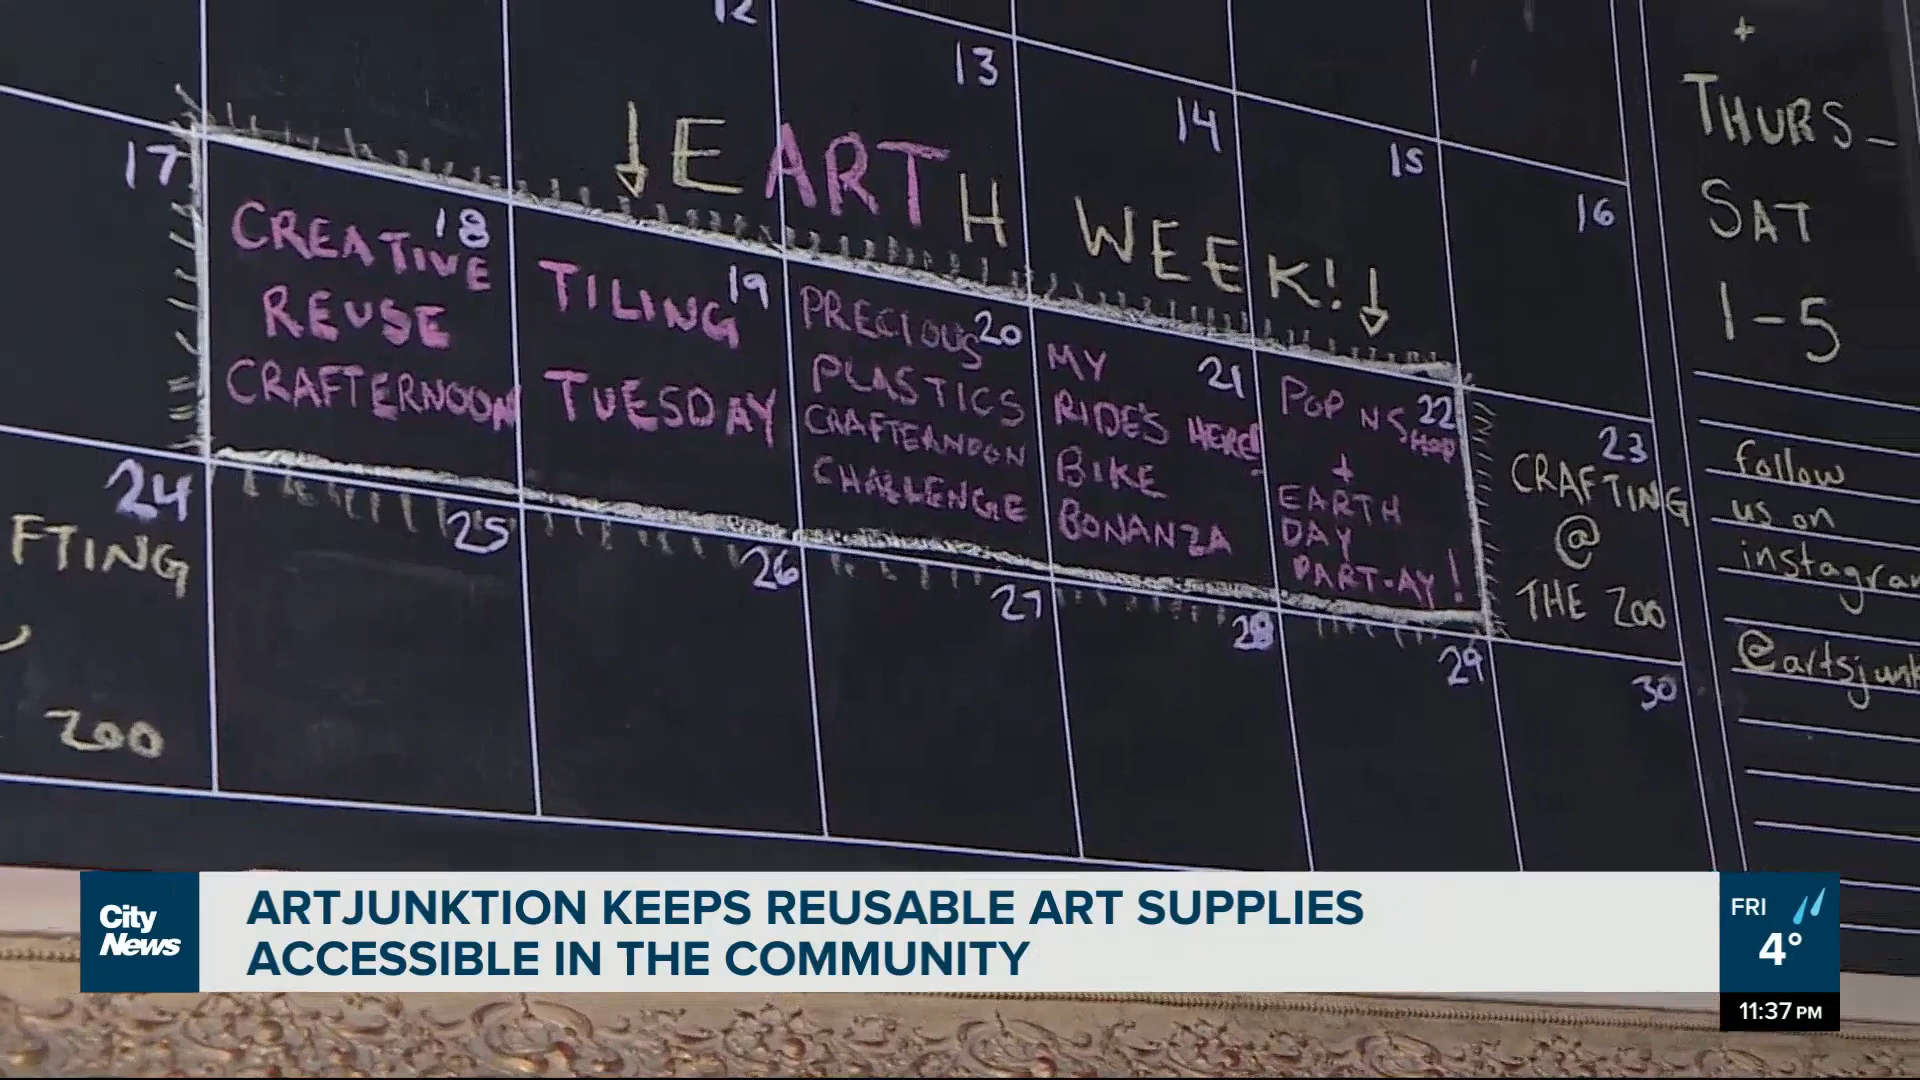 12
13
14
15
16
↓ EARTH WEEK! ↓
17
18
CREATIVE
REUSE
CRAFTERNOON
19
TILING
TUESDAY
20
PRECIOUS
PLASTICS
CRAFTERNOON
CHALLENGE
21
MY
RIDE'S HERE!
BIKE
BONANZA
22
POP N SHOP
+
EARTH
DAY
PART-AY!
23
CRAFTING
@
THE ZOO
24
FTING
ZOO
25
26
27
28
29
30
+
THURS-
SAT
1-5
follow
us on
instagram
@artsjunk
City
News
ARTJUNKTION KEEPS REUSABLE ART SUPPLIES
ACCESSIBLE IN THE COMMUNITY
FRI
4°
11:37 PM